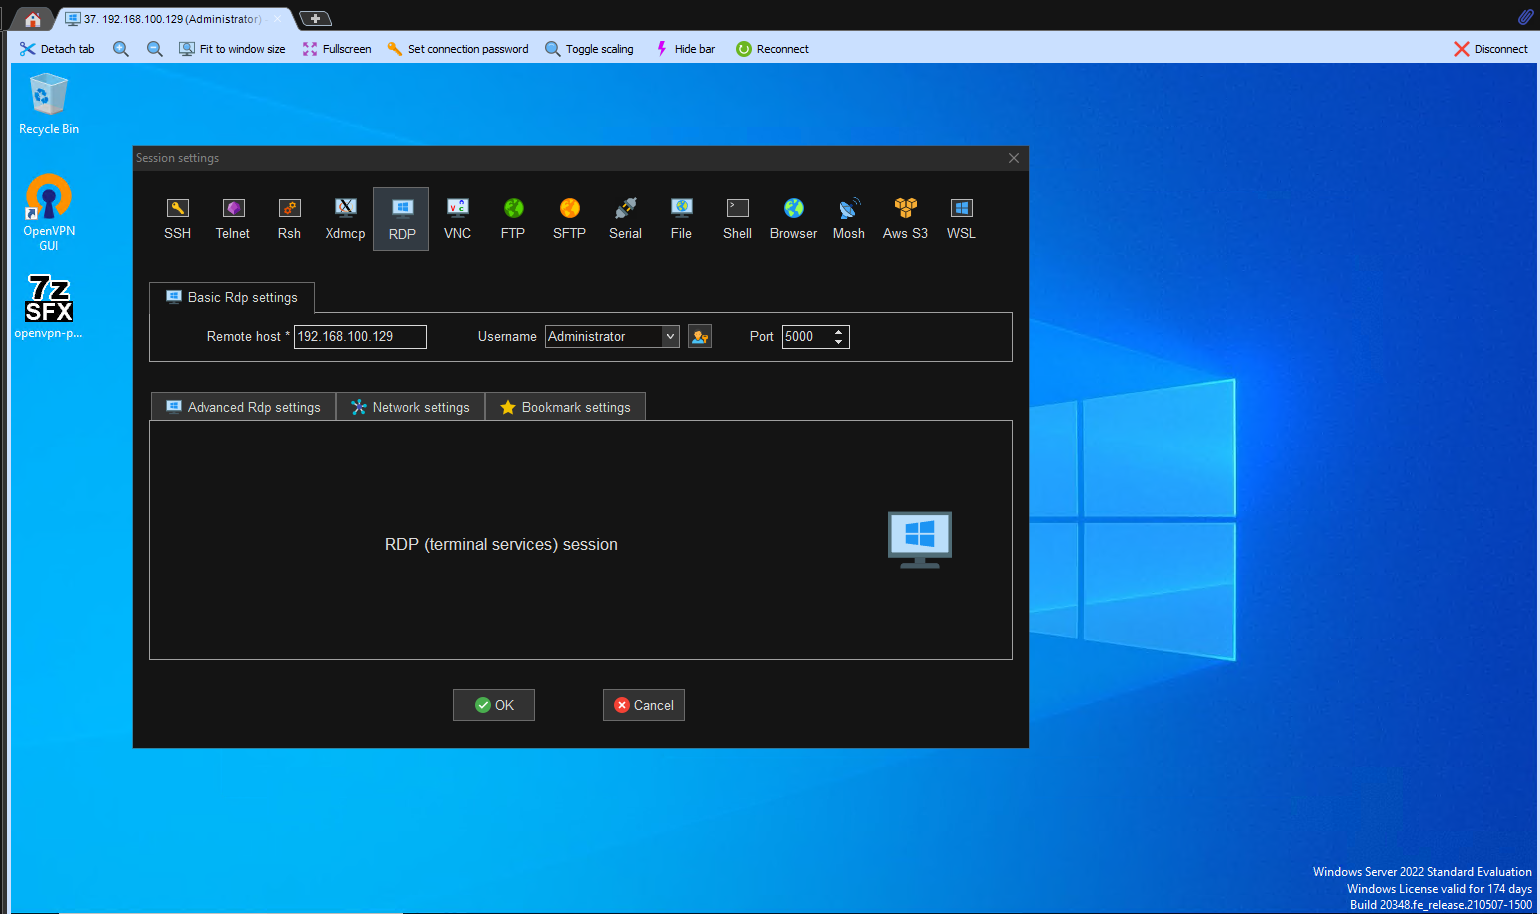 37. 192.168.100.129 (Administrator)
Detach tab Fit to window size Fullscreen Set connection password Toggle scaling Hide bar Reconnect Disconnect
Recycle Bin
OpenVPN
GUI
7z
SFX
openvpn-p...
Session settings
SSH Telnet Rsh Xdmcp RDP VNC FTP SFTP Serial File Shell Browser Mosh Aws S3 WSL
Basic Rdp settings
Remote host * 192.168.100.129 Username Administrator Port 5000
Advanced Rdp settings Network settings Bookmark settings
RDP (terminal services) session
OK Cancel
Windows Server 2022 Standard Evaluation
Windows License valid for 174 days
Build 20348.fe_release.210507-1500